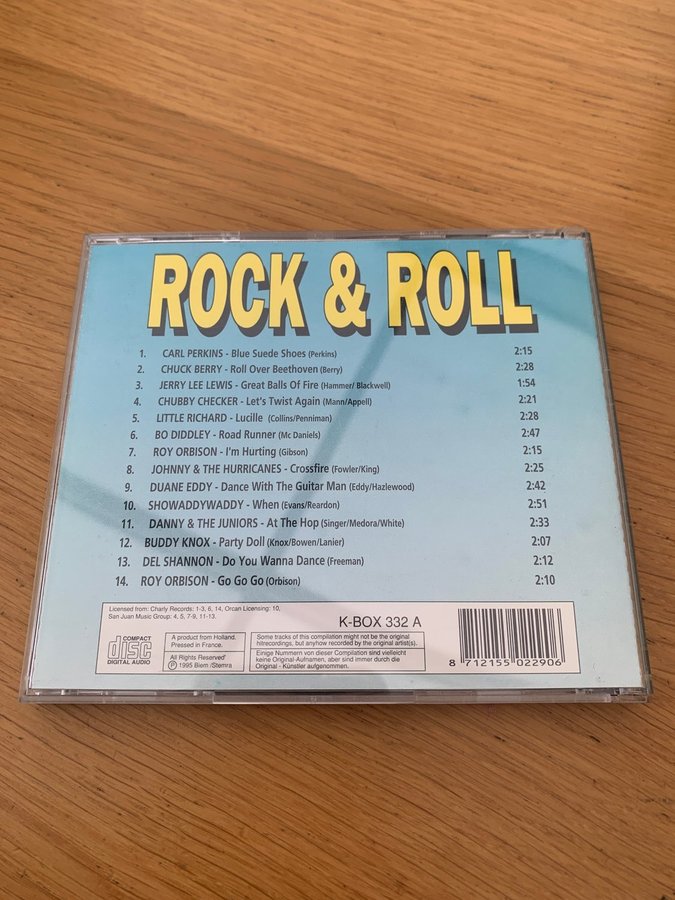 ROCK & ROLL
1. CARL PERKINS - Blue Suede Shoes (Perkins) 2:15
2. CHUCK BERRY - Roll Over Beethoven (Berry) 2:28
3. JERRY LEE LEWIS - Great Balls Of Fire (Hammer/ Blackwell) 1:54
4. CHUBBY CHECKER - Let's Twist Again (Mann/Appell) 2:21
5. LITTLE RICHARD - Lucille (Collins/Penniman) 2:28
6. BO DIDDLEY - Road Runner (Mc Daniels) 2:47
7. ROY ORBISON - I'm Hurting (Gibson) 2:15
8. JOHNNY & THE HURRICANES - Crossfire (Fowler/King) 2:25
9. DUANE EDDY - Dance With The Guitar Man (Eddy/Hazlewood) 2:42
10. SHOWADDYWADDY - When (Evans/Reardon) 2:51
11. DANNY & THE JUNIORS - At The Hop (Singer/Medora/White) 2:33
12. BUDDY KNOX - Party Doll (Knox/Bowen/Lanier) 2:07
13. DEL SHANNON - Do You Wanna Dance (Freeman) 2:12
14. ROY ORBISON - Go Go Go (Orbison) 2:10
Licensed from: Charly Records: 1-3, 6, 14, Orcan Licensing: 10,
San Juan Music Group: 4, 5, 7-9, 11-13.
K-BOX 332 A
COMPACT
disc
DIGITAL AUDIO
A product from Holland.
Pressed in France.
All Rights Reserved
Ⓟ 1995 Biem /Stemra
Some tracks of this compilation might not be the original
hitrecordings, but anyhow recorded by the original artist(s).
Einige Nummern von dieser Compilation sind vielleicht
keine Original-Aufnamen, aber sind immer durch die
Original - Künstler aufgenommen.
8 712155 022906